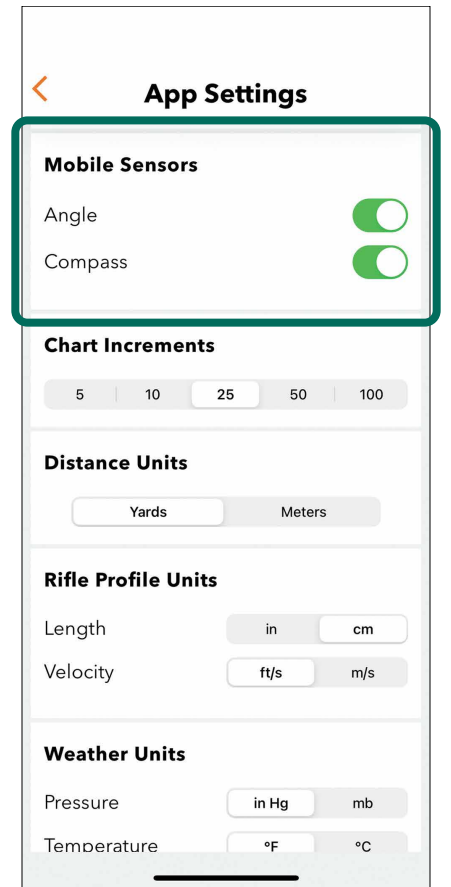 App Settings
Mobile Sensors
Angle
Compass
Chart Increments
5 10 25 50 100
Distance Units
Yards Meters
Rifle Profile Units
Length in cm
Velocity ft/s m/s
Weather Units
Pressure in Hg mb
Temperature °F °C